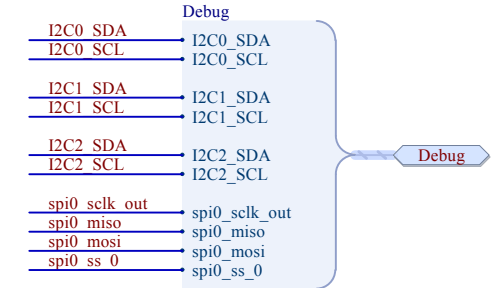 Debug
I2C0_SDA I2C0_SDA
I2C0_SCL I2C0_SCL
I2C1_SDA I2C1_SDA
I2C1_SCL I2C1_SCL
I2C2_SDA I2C2_SDA
I2C2_SCL I2C2_SCL
Debug
spi0_sclk_out spi0_sclk_out
spi0_miso spi0_miso
spi0_mosi spi0_mosi
spi0_ss_0 spi0_ss_0